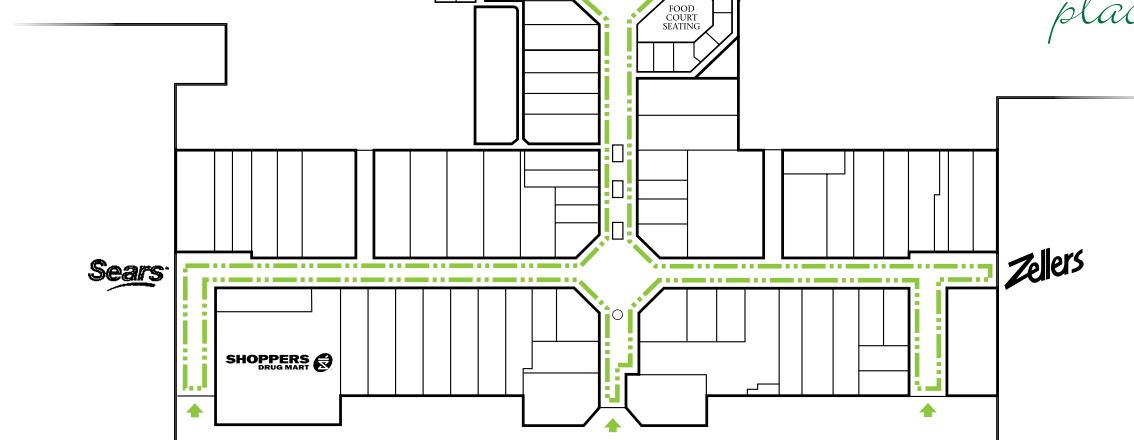 FOOD
COURT
SEATING
Sears
Zellers
SHOPPERS
DRUG MART